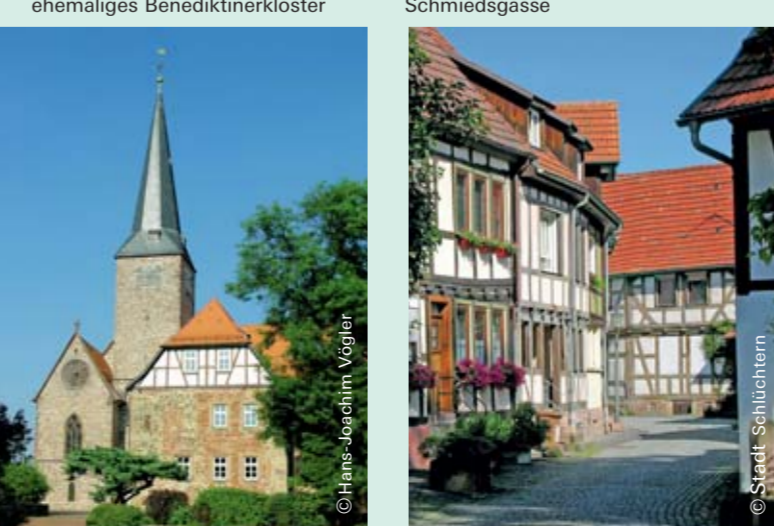 ehemaliges Benediktinerkloster
Schmiedsgasse
© Hans-Joachim Vögler
© Stadt Schlüchtern